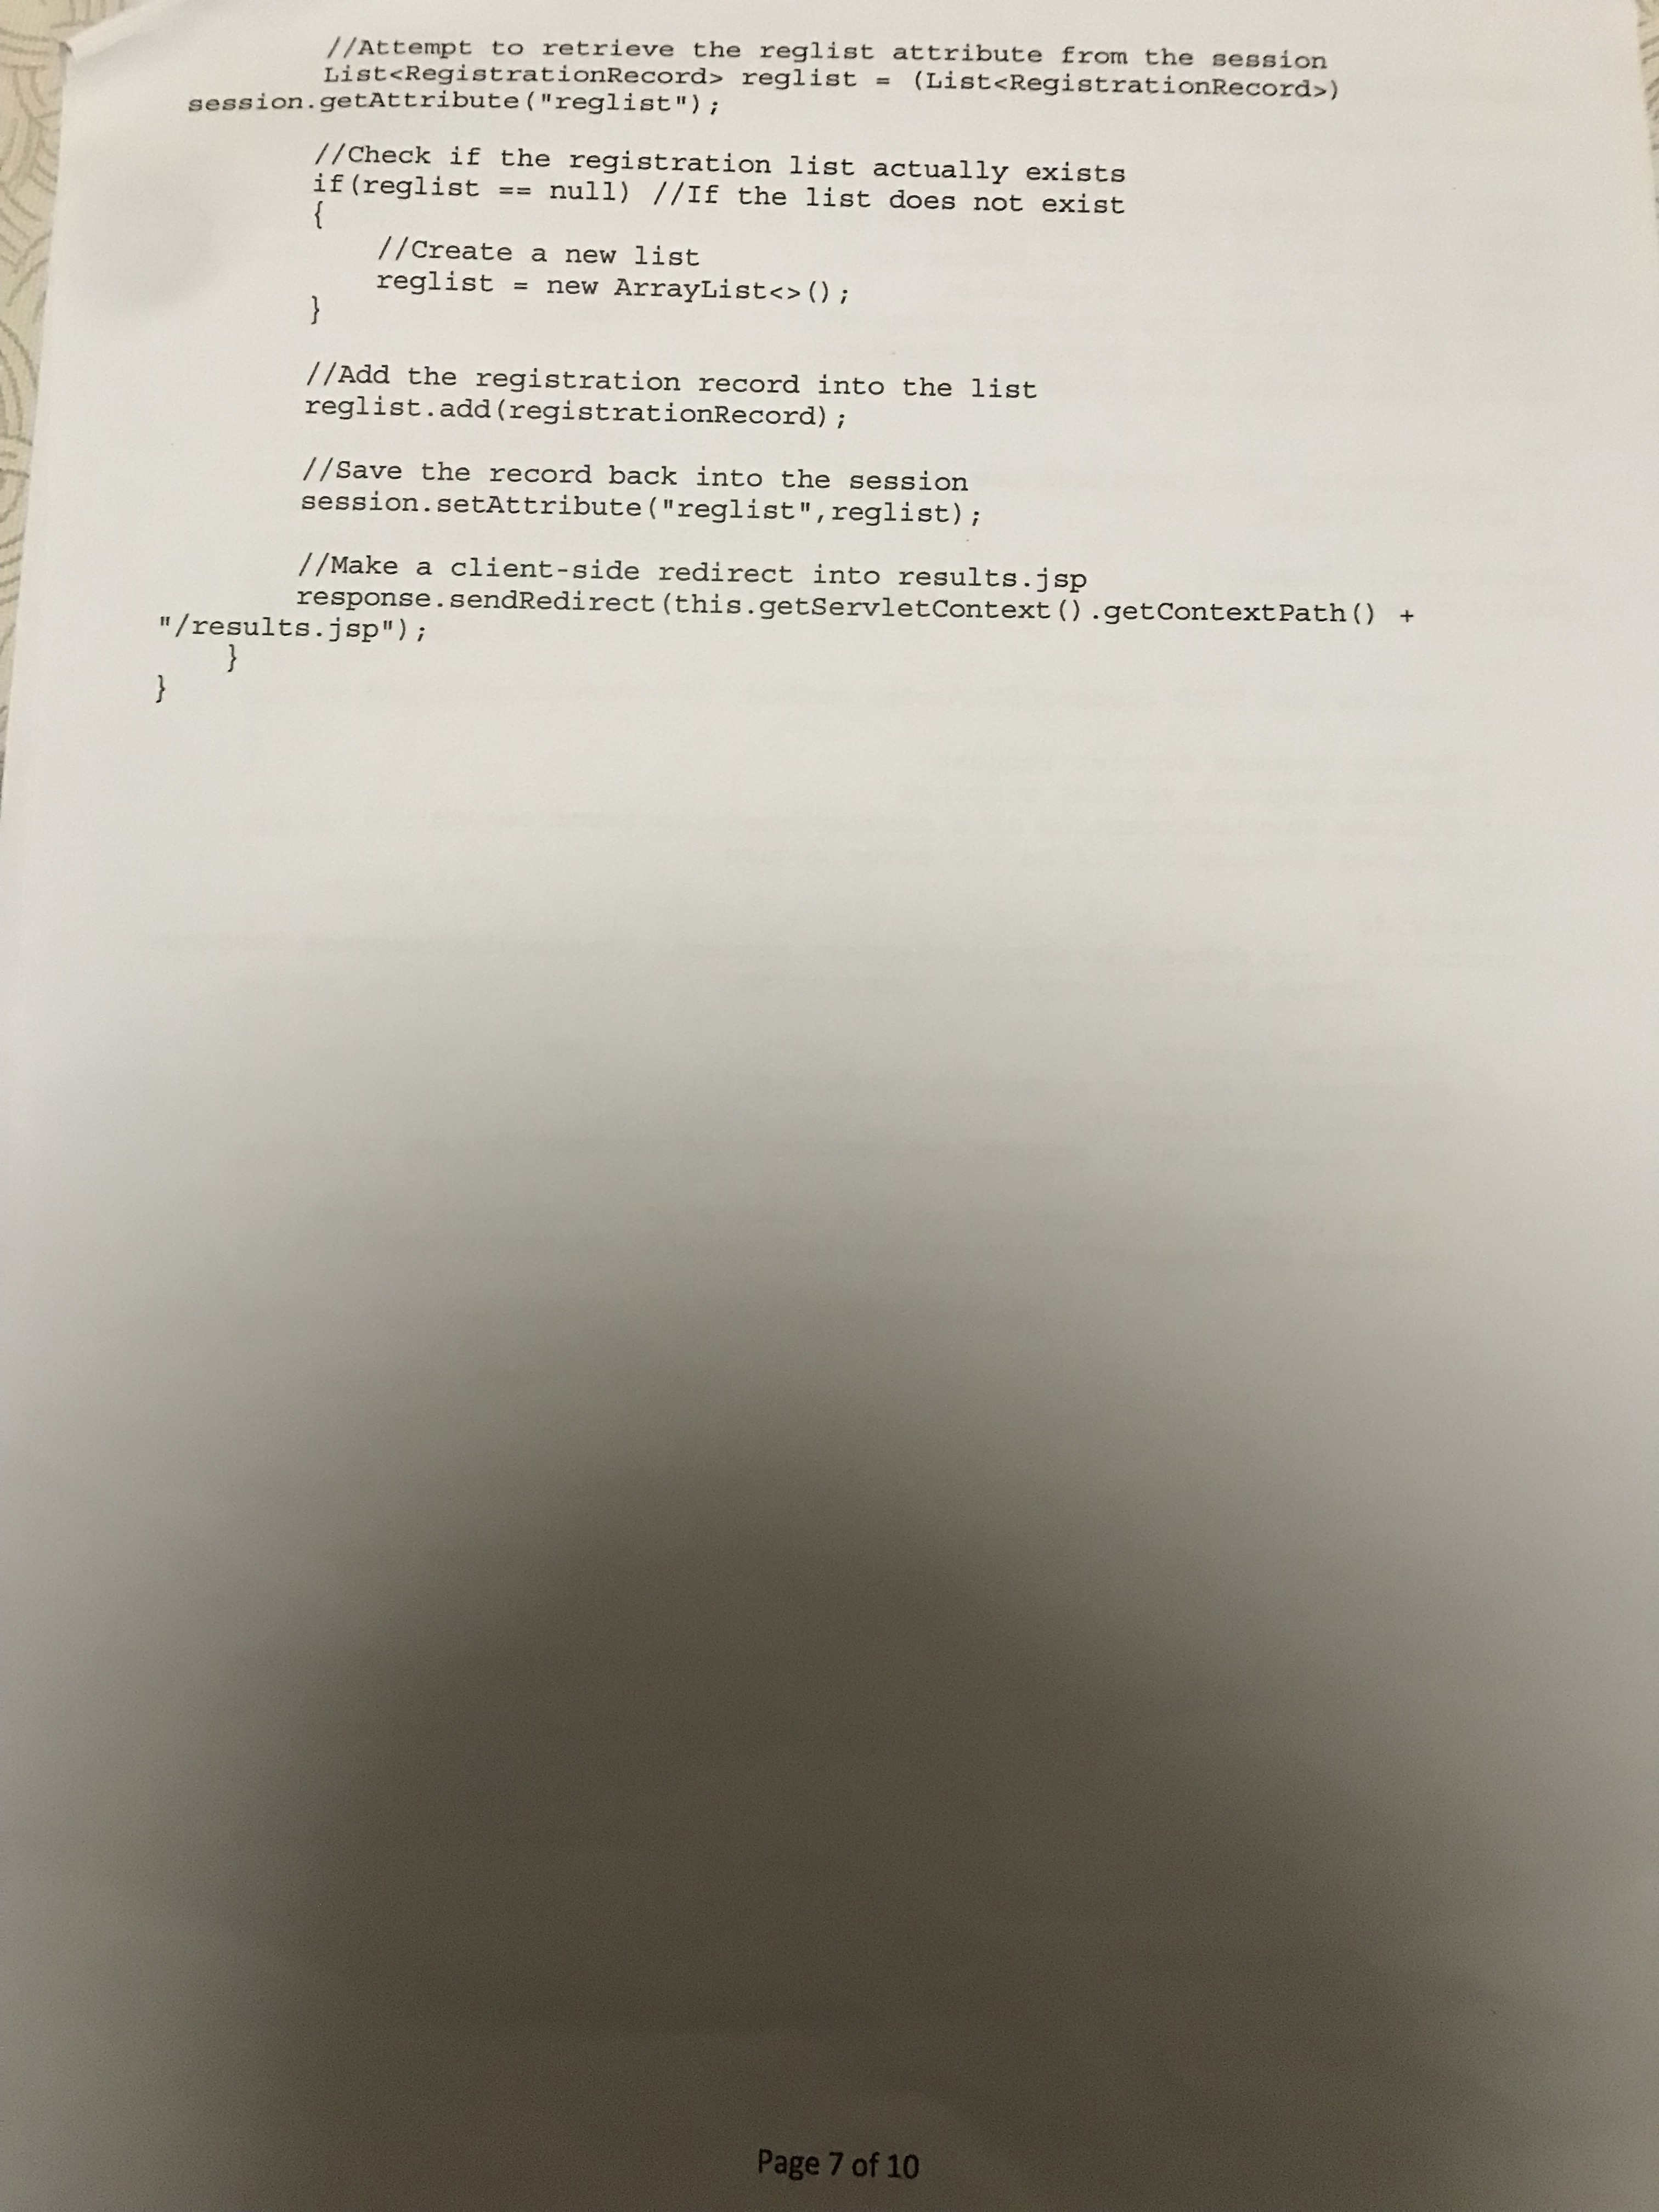 //Attempt to retrieve the reglist attribute from the session
List<RegistrationRecord> reglist = (List<RegistrationRecord>)
session.getAttribute("reglist");
//Check if the registration list actually exists
if(reglist == null) //If the list does not exist
{
//Create a new list
reglist = new ArrayList<>();
}
//Add the registration record into the list
reglist.add(registrationRecord);
//Save the record back into the session
session.setAttribute("reglist",reglist);
//Make a client-side redirect into results.jsp
response.sendRedirect(this.getServletContext().getContextPath() +
"/results.jsp");
}
}
Page 7 of 10